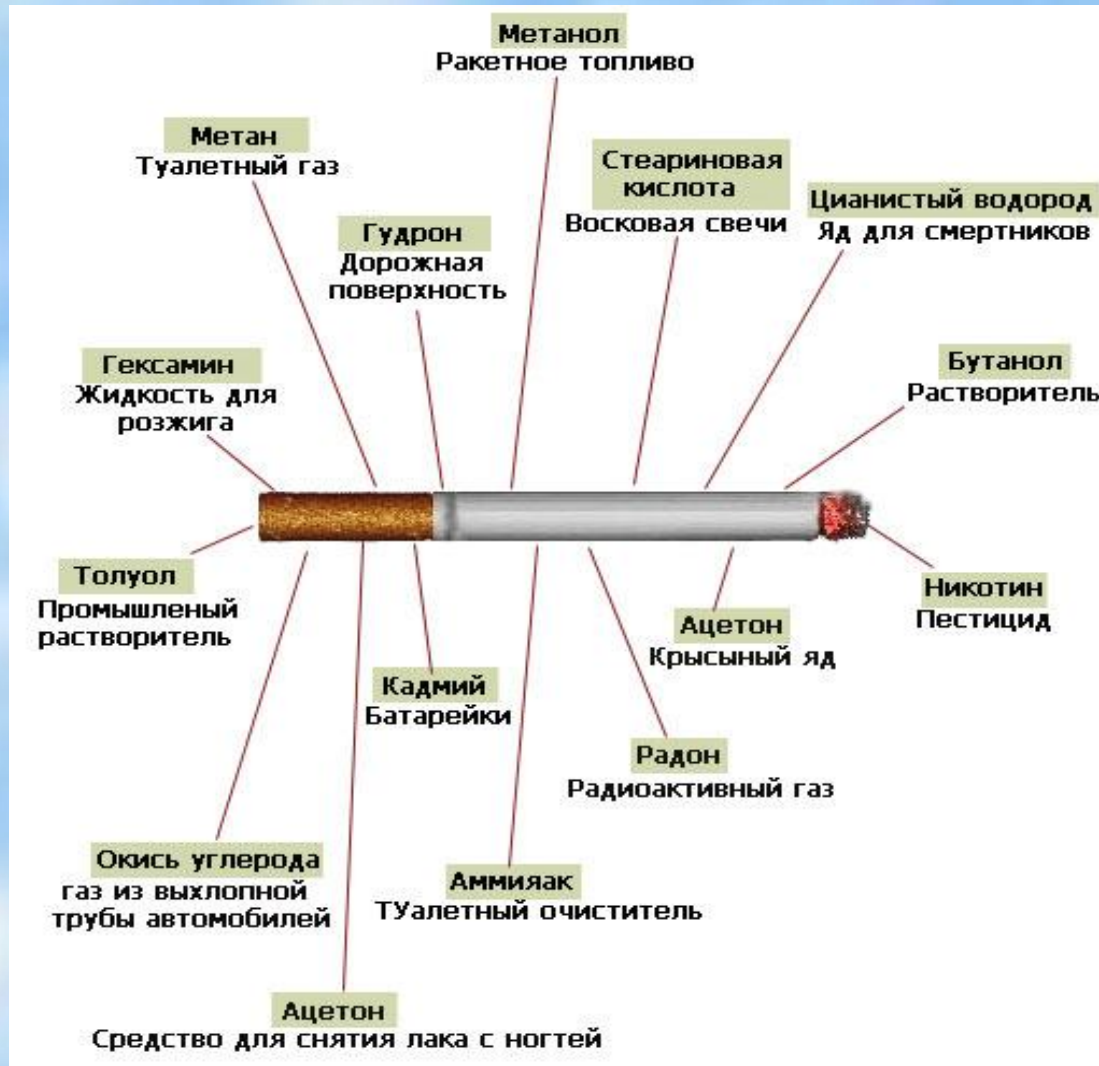 Метанол
Ракетное топливо
Метан
Туалетный газ
Стеариновая
кислота
Восковая свечи
Цианистый водород
Яд для смертников
Гудрон
Дорожная
поверхность
Гексамин
Жидкость для
розжига
Бутанол
Растворитель
Толуол
Промышленый
растворитель
Никотин
Пестицид
Ацетон
Крысыный яд
Кадмий
Батарейки
Радон
Радиоактивный газ
Окись углерода
газ из выхлопной
трубы автомобилей
Аммияак
ТУалетный очиститель
Ацетон
Средство для снятия лака с ногтей